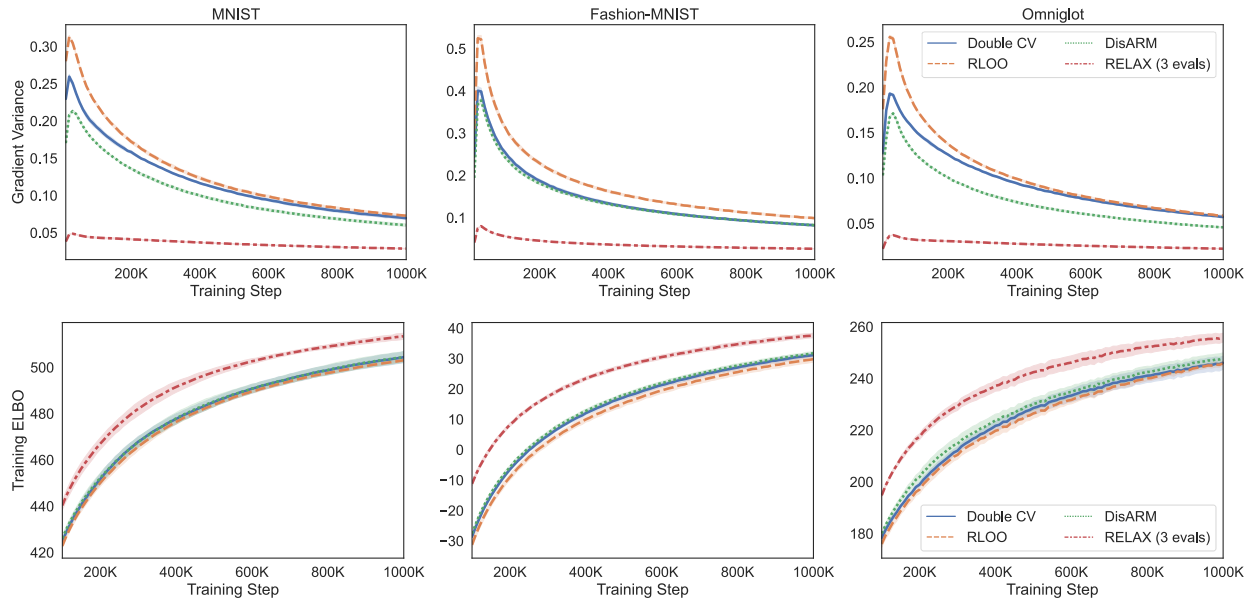 MNIST
Fashion-MNIST
Omniglot
Gradient Variance
0.30
0.25
0.20
0.15
0.10
0.05
200K 400K 600K 800K 1000K
Training Step
0.5
0.4
0.3
0.2
0.1
200K 400K 600K 800K 1000K
Training Step
0.25
0.20
0.15
0.10
0.05
Double CV DisARM
RLOO RELAX (3 evals)
200K 400K 600K 800K 1000K
Training Step
Training ELBO
500
480
460
440
420
200K 400K 600K 800K 1000K
Training Step
40
30
20
10
0
−10
−20
−30
200K 400K 600K 800K 1000K
Training Step
260
240
220
200
180
Double CV DisARM
RLOO RELAX (3 evals)
200K 400K 600K 800K 1000K
Training Step